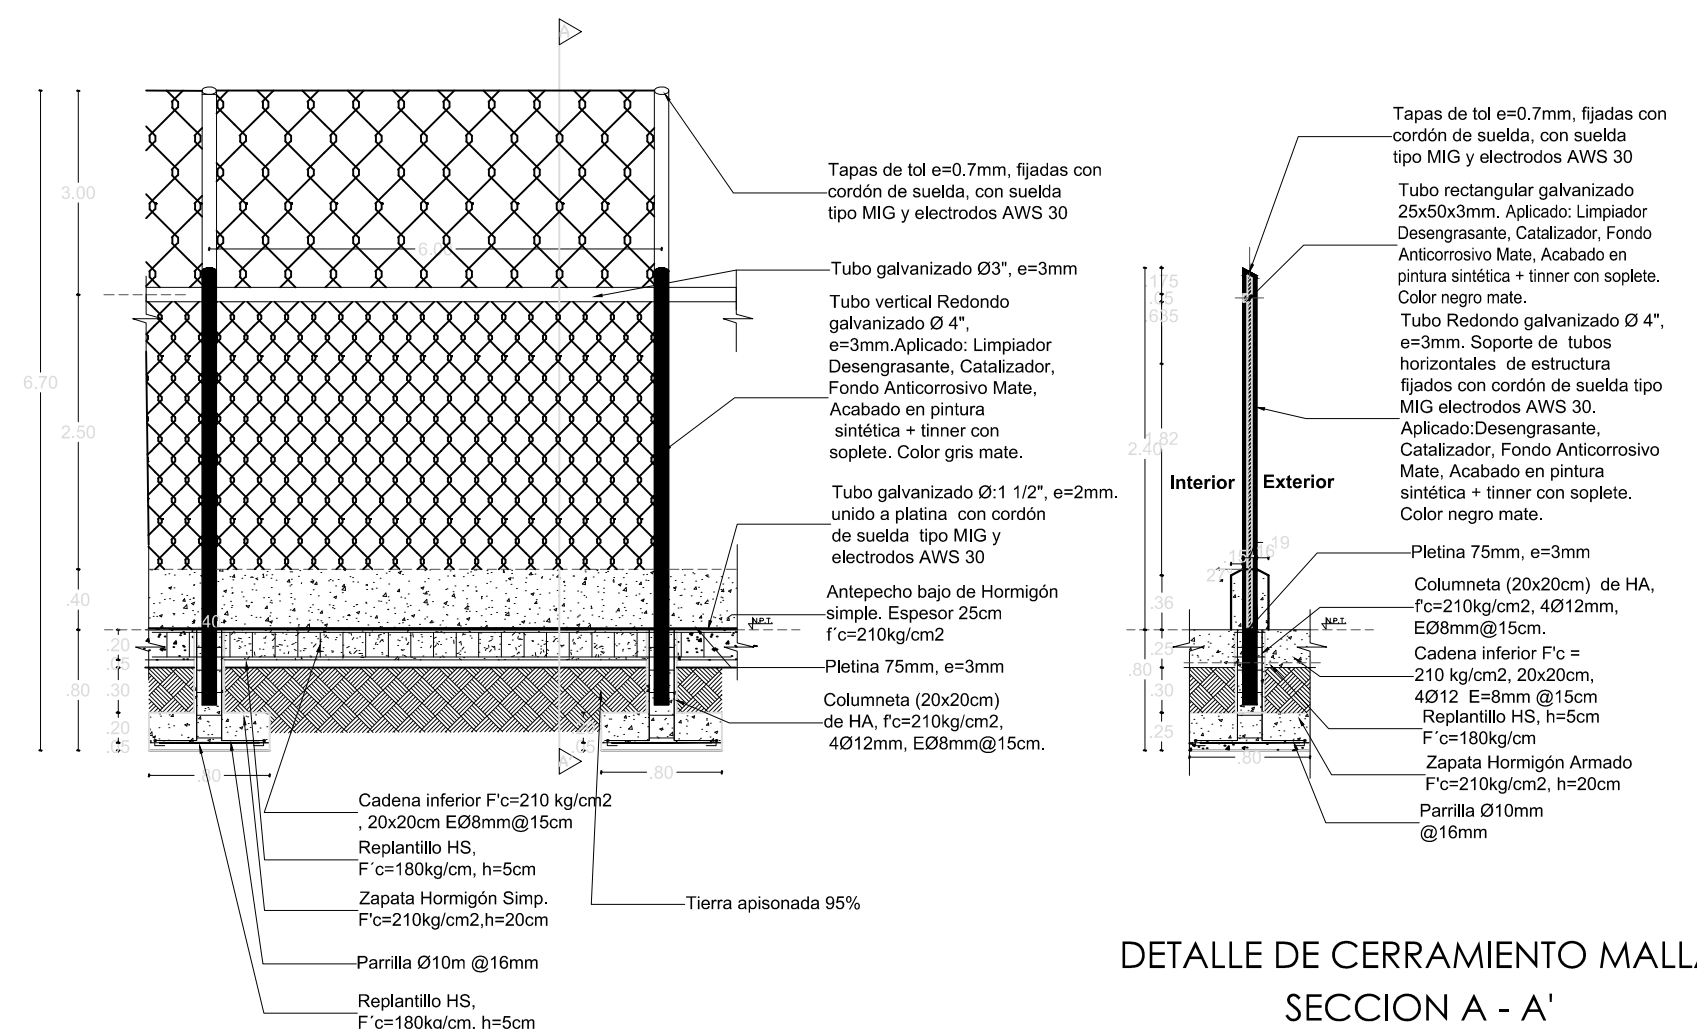 A
3.00
6.70
2.50
.40
.20
.05
.80
.30
.20
.05
6.00
.40
N.P.T.
.05
A'
.80
.80
Tapas de tol e=0.7mm, fijadas con
cordón de suelda, con suelda
tipo MIG y electrodos AWS 30
Tubo galvanizado Ø3", e=3mm
Tubo vertical Redondo
galvanizado Ø 4",
e=3mm.Aplicado: Limpiador
Desengrasante, Catalizador,
Fondo Anticorrosivo Mate,
Acabado en pintura
sintética + tinner con
soplete. Color gris mate.
Tubo galvanizado Ø:1 1/2", e=2mm.
unido a platina con cordón
de suelda tipo MIG y
electrodos AWS 30
Antepecho bajo de Hormigón
simple. Espesor 25cm
f´c=210kg/cm2
Pletina 75mm, e=3mm
Columneta (20x20cm)
de HA, f'c=210kg/cm2,
4Ø12mm, EØ8mm@15cm.
Cadena inferior F'c=210 kg/cm2
, 20x20cm EØ8mm@15cm
Replantillo HS,
F´c=180kg/cm, h=5cm
Zapata Hormigón Simp.
F'c=210kg/cm2,h=20cm
Parrilla Ø10m @16mm
Replantillo HS,
F´c=180kg/cm, h=5cm
Tierra apisonada 95%
Tapas de tol e=0.7mm, fijadas con
cordón de suelda, con suelda
tipo MIG y electrodos AWS 30
Tubo rectangular galvanizado
25x50x3mm. Aplicado: Limpiador
Desengrasante, Catalizador, Fondo
Anticorrosivo Mate, Acabado en
pintura sintética + tinner con soplete.
Color negro mate.
Tubo Redondo galvanizado Ø 4",
e=3mm. Soporte de tubos
horizontales de estructura
fijados con cordón de suelda tipo
MIG electrodos AWS 30.
Aplicado:Desengrasante,
Catalizador, Fondo Anticorrosivo
Mate, Acabado en pintura
sintética + tinner con soplete.
Color negro mate.
Pletina 75mm, e=3mm
Columneta (20x20cm) de HA,
f'c=210kg/cm2, 4Ø12mm,
EØ8mm@15cm.
Cadena inferior F'c =
210 kg/cm2, 20x20cm,
4Ø12 E=8mm @15cm
Replantillo HS, h=5cm
F´c=180kg/cm
Zapata Hormigón Armado
F'c=210kg/cm2, h=20cm
Parrilla Ø10mm
@16mm
.175
.05
.635
1.82
2.40
Interior
Exterior
.19
.36
N.P.T.
.25
.80
.30
.25
.80
DETALLE DE CERRAMIENTO MALLA
SECCION A - A'